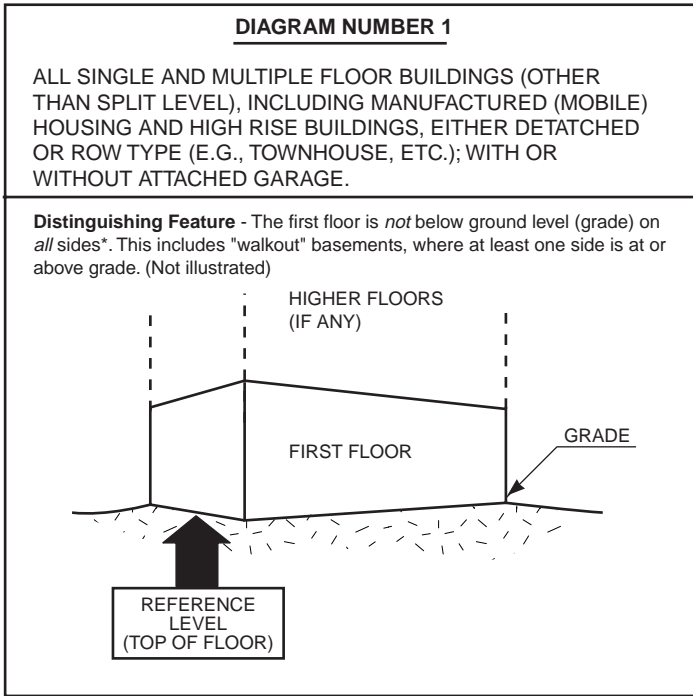 DIAGRAM NUMBER 1
ALL SINGLE AND MULTIPLE FLOOR BUILDINGS (OTHER
THAN SPLIT LEVEL), INCLUDING MANUFACTURED (MOBILE)
HOUSING AND HIGH RISE BUILDINGS, EITHER DETATCHED
OR ROW TYPE (E.G., TOWNHOUSE, ETC.); WITH OR
WITHOUT ATTACHED GARAGE.
Distinguishing Feature - The first floor is not below ground level (grade) on
all sides*. This includes "walkout" basements, where at least one side is at or
above grade. (Not illustrated)
HIGHER FLOORS
(IF ANY)
FIRST FLOOR
GRADE
REFERENCE
LEVEL
(TOP OF FLOOR)